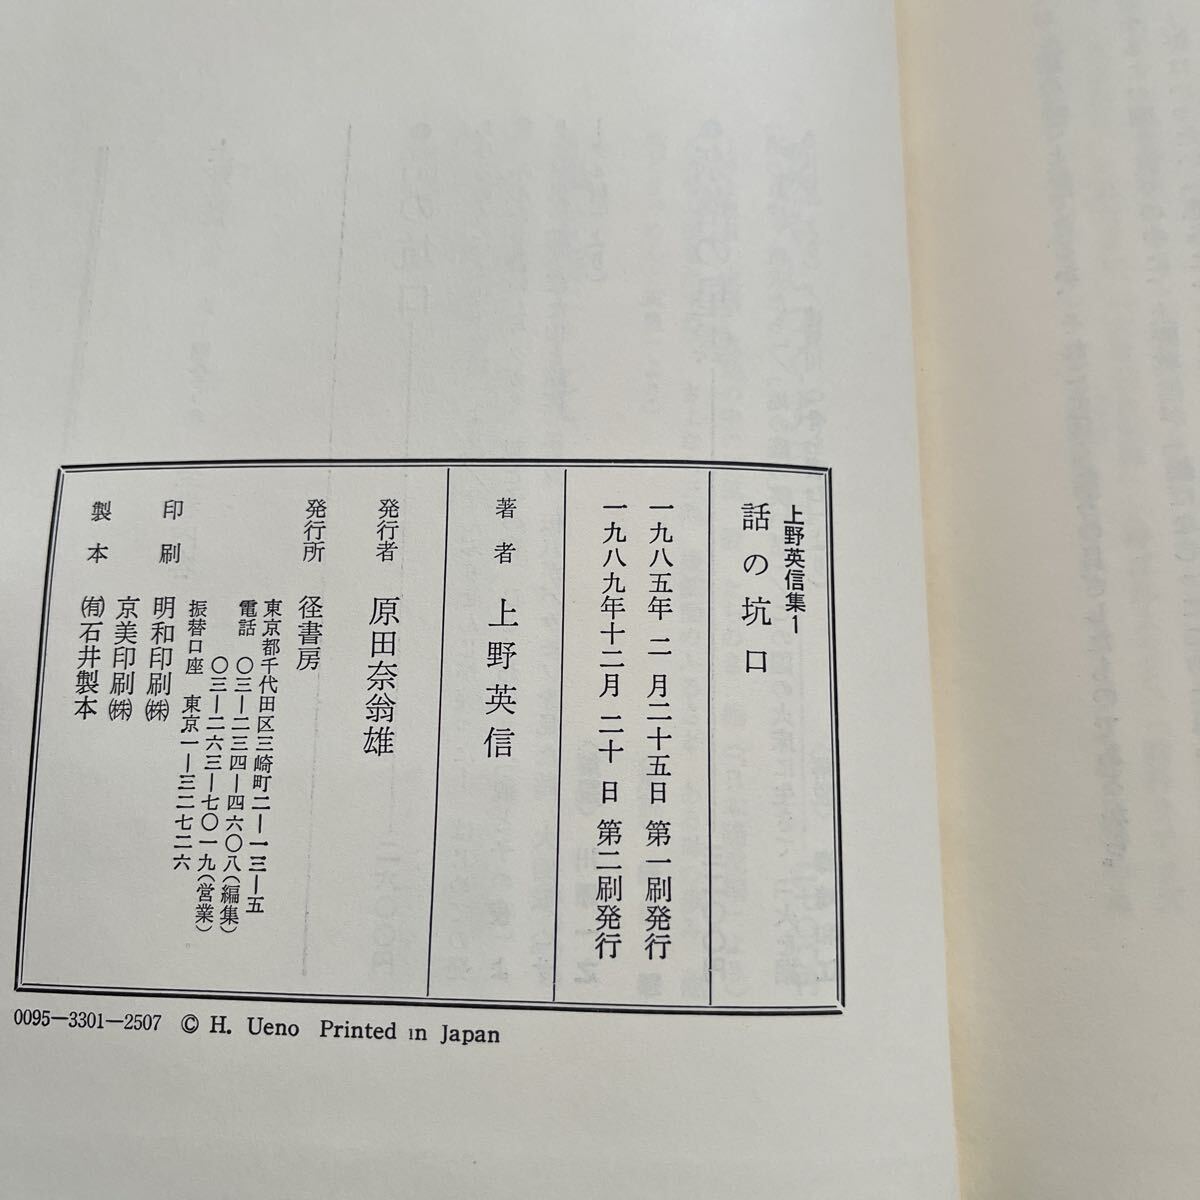 上野英信集1
話の坑口
一九八五年 二 月二十五日 第一刷発行
一九八九年十二月 二十 日 第二刷発行
著者 上野英信
発行者 原田奈翁雄
発行所 径書房
東京都千代田区三崎町二―一三―五
電話 〇三―二三四―四六〇八(編集)
〇三―二六三―七〇一九(営業)
振替口座 東京一―三二七二六
印刷 明和印刷㈱
京美印刷㈱
製本 ㈲石井製本
0095―3301―2507 © H. Ueno Printed in Japan